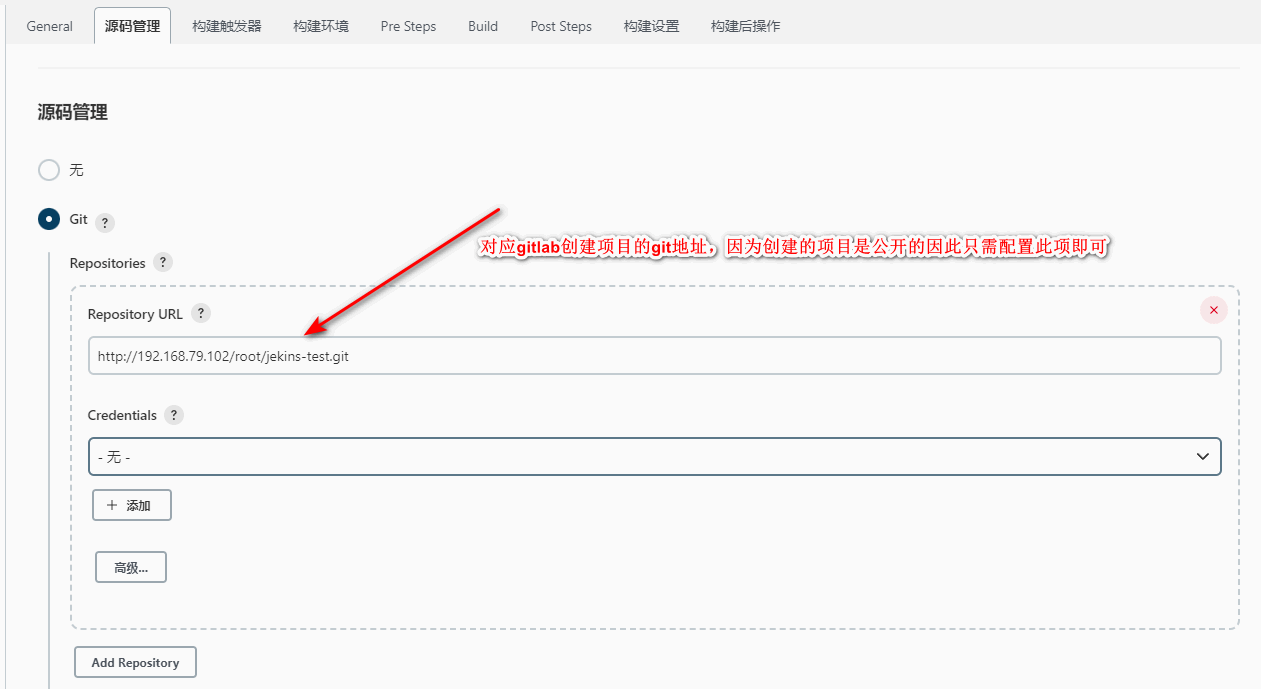 General 源码管理 构建触发器 构建环境 Pre Steps Build Post Steps 构建设置 构建后操作
源码管理
无
Git ?
对应gitlab创建项目的git地址，因为创建的项目是公开的因此只需配置此项即可
Repositories ?
Repository URL ?
http://192.168.79.102/root/jekins-test.git
Credentials ?
- 无 -
+ 添加
高级...
Add Repository